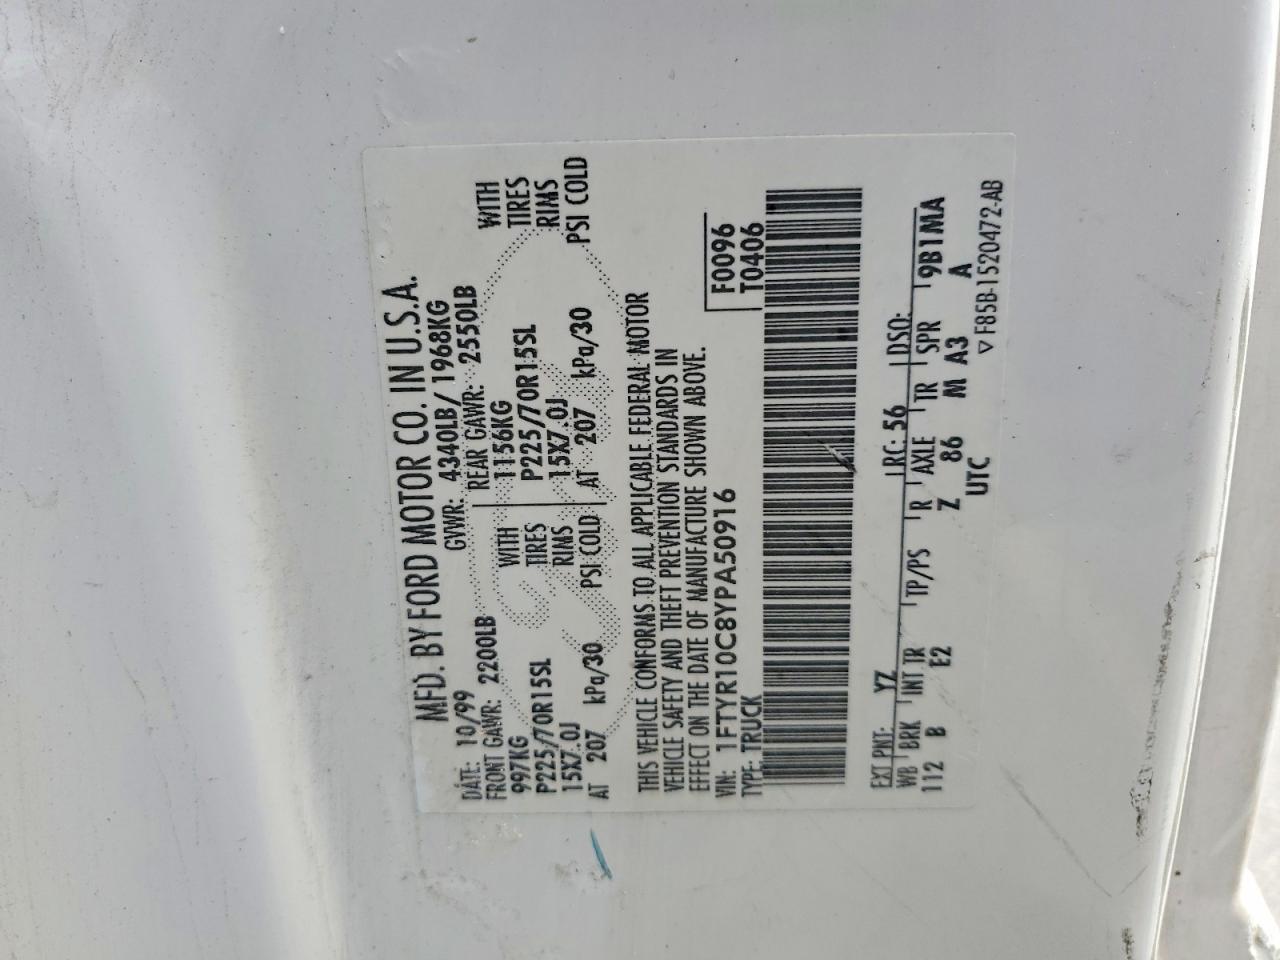 MFD. BY FORD MOTOR CO. IN U.S.A.
DATE: 10/99 GVWR: 4340LB/ 1968KG
FRONT GAWR: 2200LB REAR GAWR: 2550LB
997KG WITH 1156KG WITH
P225/70R15SL TIRES P225/70R15SL TIRES
15X7.0J RIMS 15X7.0J RIMS
AT 207 kPa/30 PSI COLD AT 207 kPa/30 PSI COLD
THIS VEHICLE CONFORMS TO ALL APPLICABLE FEDERAL MOTOR
VEHICLE SAFETY AND THEFT PREVENTION STANDARDS IN
EFFECT ON THE DATE OF MANUFACTURE SHOWN ABOVE.
VIN: 1FTYR10C8YPA50916 F0096
TYPE: TRUCK T0406
EXT PNT: YZ RC: 56 DSO:
WB BRK INT TR TP/PS R AXLE TR SPR 9B1MA
112 B E2 Z 86 M A3 A
UTC
▽ F85B-1520472-AB